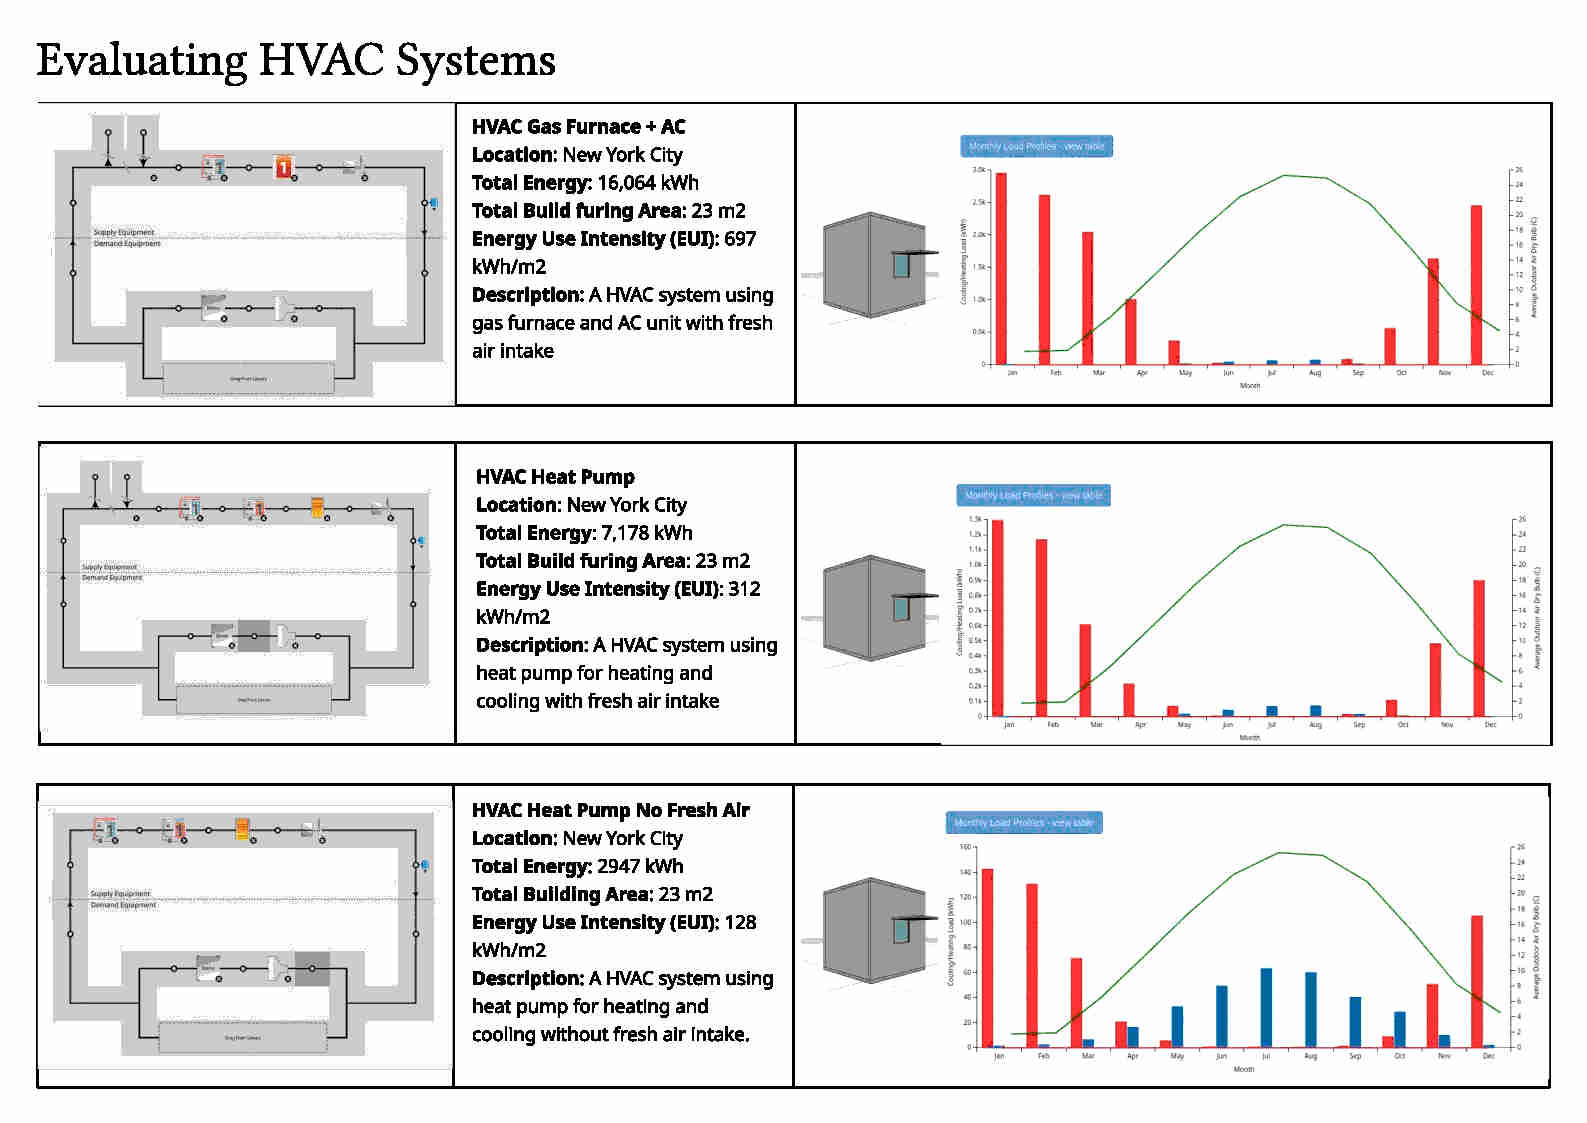 Evaluating HVAC Systems
Supply Equipment
Demand Equipment
HVAC Gas Furnace + AC
Location: New York City
Total Energy: 16,064 kWh
Total Build furing Area: 23 m2
Energy Use Intensity (EUI): 697
kWh/m2
Description: A HVAC system using
gas furnace and AC unit with fresh
air intake
Monthly Load Profiles - view table
Cooling/Heating Load (kWh)
3.0k
2.5k
2.0k
1.5k
1.0k
0.5k
0
Jan Feb Mar Apr May Jun Jul Aug Sep Oct Nov Dec
Month
26
24
22
20
18
16
14
12
10
8
6
4
2
0
Average Outdoor Air Dry Bulb (C)
Supply Equipment
Demand Equipment
HVAC Heat Pump
Location: New York City
Total Energy: 7,178 kWh
Total Build furing Area: 23 m2
Energy Use Intensity (EUI): 312
kWh/m2
Description: A HVAC system using
heat pump for heating and
cooling with fresh air intake
Monthly Load Profiles - view table
Cooling/Heating Load (kWh)
1.3k
1.2k
1.1k
1.0k
0.9k
0.8k
0.7k
0.6k
0.5k
0.4k
0.3k
0.2k
0.1k
0
Jan Feb Mar Apr May Jun Jul Aug Sep Oct Nov Dec
Month
26
24
22
20
18
16
14
12
10
8
6
4
2
0
Average Outdoor Air Dry Bulb (C)
Supply Equipment
Demand Equipment
HVAC Heat Pump No Fresh Air
Location: New York City
Total Energy: 2947 kWh
Total Building Area: 23 m2
Energy Use Intensity (EUI): 128
kWh/m2
Description: A HVAC system using
heat pump for heating and
cooling without fresh air intake.
Monthly Load Profiles - view table
Cooling/Heating Load (kWh)
160
140
120
100
80
60
40
20
0
Jan Feb Mar Apr May Jun Jul Aug Sep Oct Nov Dec
Month
26
24
22
20
18
16
14
12
10
8
6
4
2
0
Average Outdoor Air Dry Bulb (C)